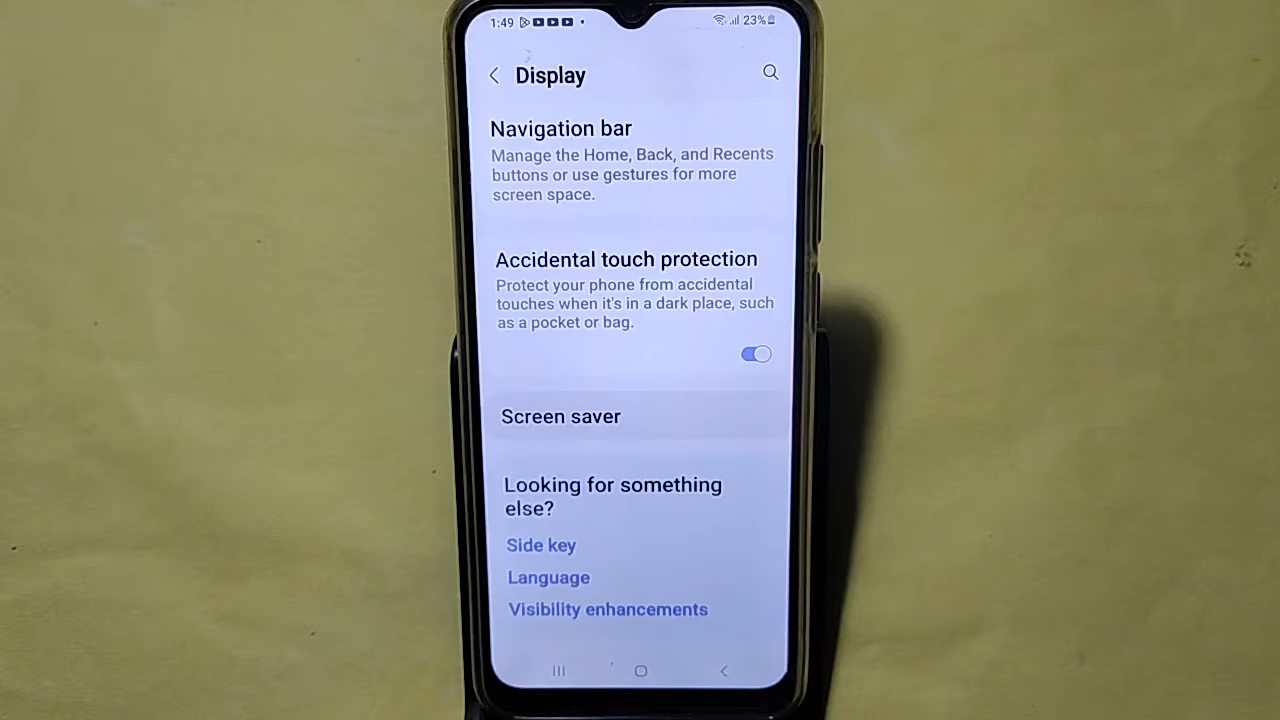 1:49
23%
Display
Navigation bar
Manage the Home, Back, and Recents
buttons or use gestures for more
screen space.
Accidental touch protection
Protect your phone from accidental
touches when it's in a dark place, such
as a pocket or bag.
Screen saver
Looking for something
else?
Side key
Language
Visibility enhancements